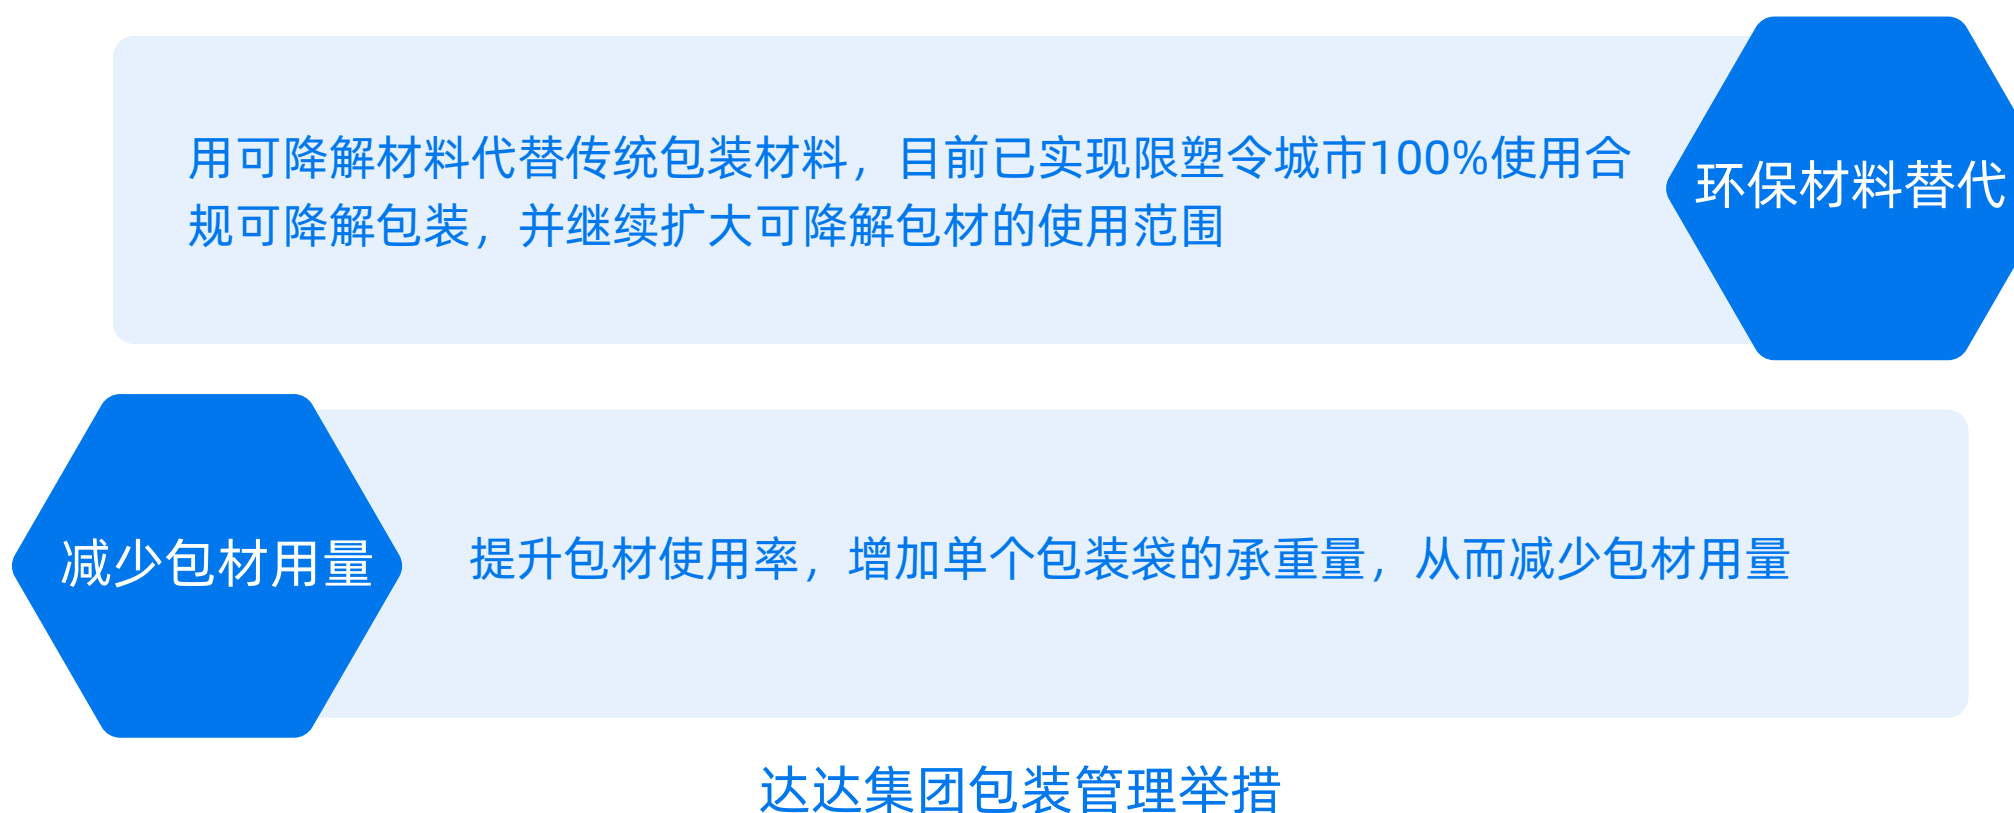 用可降解材料代替传统包装材料，目前已实现限塑令城市100%使用合
规可降解包装，并继续扩大可降解包材的使用范围
环保材料替代
减少包材用量
提升包材使用率，增加单个包装袋的承重量，从而减少包材用量
达达集团包装管理举措